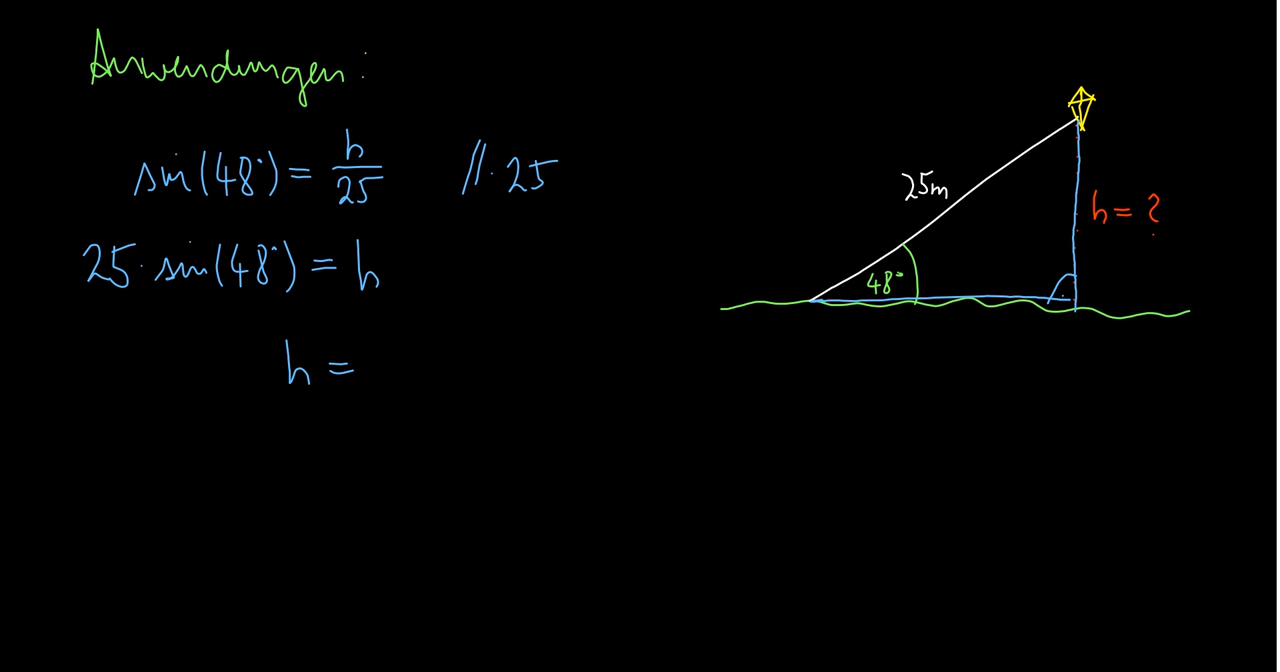 Anwendungen:
sin(48°) = h/25 //·25
25·sin(48°) = h
h =
25m
h = ?
48°